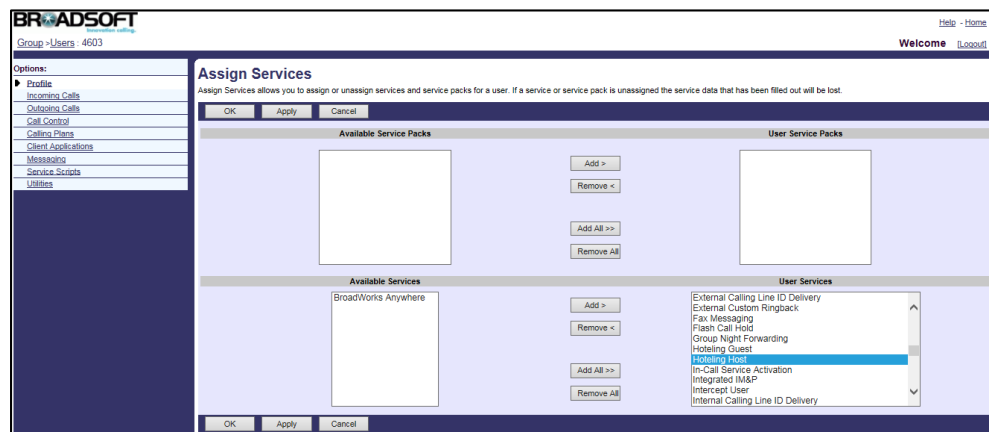 BROADSOFT
innovative calling.
Help - Home
Group >Users : 4603
Welcome [Logout]
Options:
Profile
Incoming Calls
Outgoing Calls
Call Control
Calling Plans
Client Applications
Messaging
Service Scripts
Utilities
Assign Services
Assign Services allows you to assign or unassign services and service packs for a user. If a service or service pack is unassigned the service data that has been filled out will be lost.
OK Apply Cancel
Available Service Packs User Service Packs
Add >
Remove <
Add All >>
Remove All
Available Services User Services
BroadWorks Anywhere
Add >
Remove <
Add All >>
Remove All
External Calling Line ID Delivery
External Custom Ringback
Fax Messaging
Flash Call Hold
Group Night Forwarding
Hoteling Guest
Hoteling Host
In-Call Service Activation
Integrated IM&P
Intercept User
Internal Calling Line ID Delivery
OK Apply Cancel